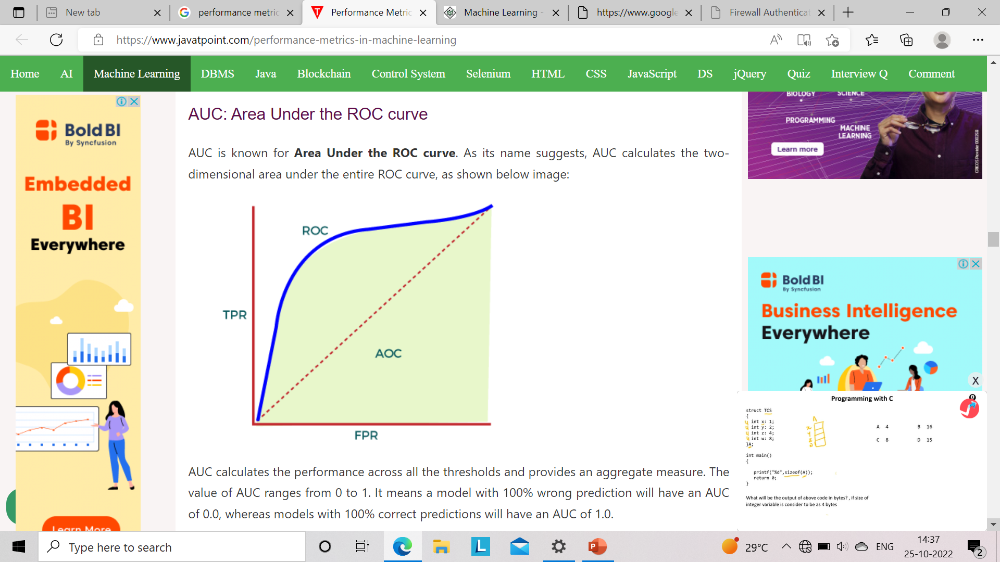 New tab
performance metric
Performance Metric
Machine Learning -
https://www.google
Firewall Authenticat
https://www.javatpoint.com/performance-metrics-in-machine-learning
Home AI Machine Learning DBMS Java Blockchain Control System Selenium HTML CSS JavaScript DS jQuery Quiz Interview Q Comment
Bold BI
By Syncfusion
Embedded
BI
Everywhere
Learn More
AUC: Area Under the ROC curve
AUC is known for Area Under the ROC curve. As its name suggests, AUC calculates the two-
dimensional area under the entire ROC curve, as shown below image:
ROC
TPR
AOC
FPR
AUC calculates the performance across all the thresholds and provides an aggregate measure. The
value of AUC ranges from 0 to 1. It means a model with 100% wrong prediction will have an AUC
of 0.0, whereas models with 100% correct predictions will have an AUC of 1.0.
BIOLOGY
SCIENCE
PROGRAMMING
MACHINE
LEARNING
Learn more
Bold BI
By Syncfusion
Business Intelligence
Everywhere
X
Programming with C
struct TCS
{
int x: 1;
int y: 2;
int z: 4;
int w: 8;
}A;
int main()
{
printf("%d",sizeof(A));
return 0;
}
A
x
A 4 B 16
C 8 D 15
What will be the output of above code in bytes? , if size of
integer variable is consider to be as 4 bytes
Type here to search
L
P
29°C
ENG
14:37
25-10-2022
2